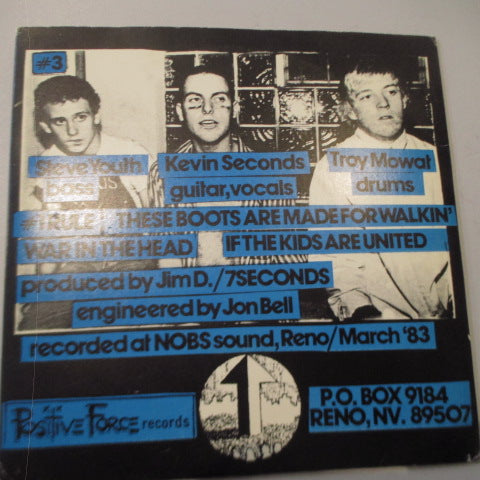 #3
Steve Youth
bass
Kevin Seconds
guitar, vocals
Troy Mowat
drums
#1 RULE THESE BOOTS ARE MADE FOR WALKIN'
WAR IN THE HEAD IF THE KIDS ARE UNITED
produced by Jim D./7SECONDS
engineered by Jon Bell
recorded at NOBS sound, Reno/March '83
POSITIVE FORCE records
P.O. BOX 9184
RENO, NV. 89507